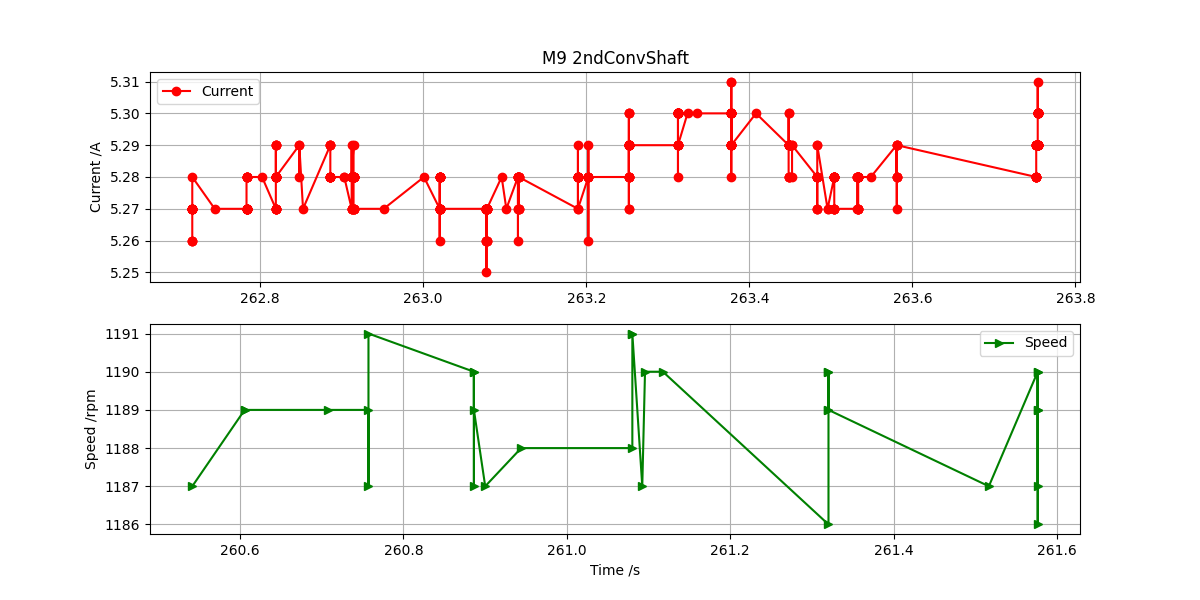 M9 2ndConvShaft
Current /A
5.31
5.30
5.29
5.28
5.27
5.26
5.25
Current
262.8 263.0 263.2 263.4 263.6 263.8
Speed /rpm
1191
1190
1189
1188
1187
1186
Speed
260.6 260.8 261.0 261.2 261.4 261.6
Time /s